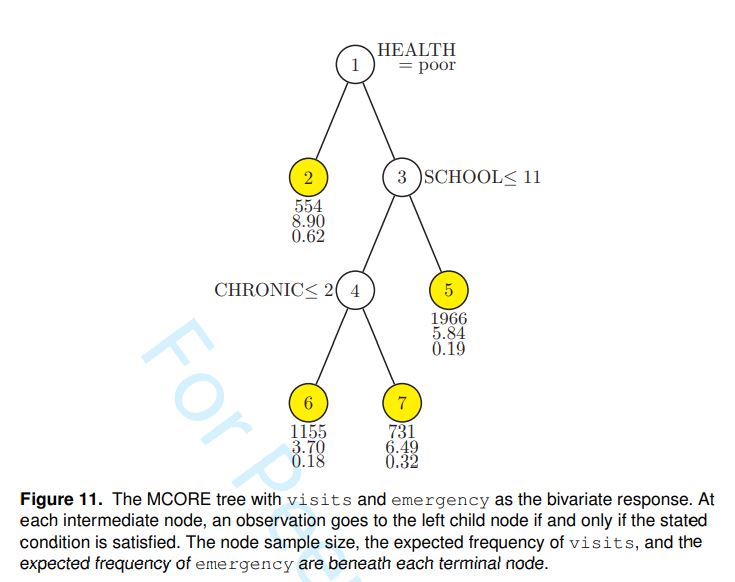 HEALTH
1
= poor
2
3
SCHOOL≤ 11
554
8.90
0.62
CHRONIC≤ 2
4
5
1966
5.84
0.19
6
7
1155
3.70
0.18
731
6.49
0.32
For Pee
Figure 11. The MCORE tree with visits and emergency as the bivariate response. At
each intermediate node, an observation goes to the left child node if and only if the stated
condition is satisfied. The node sample size, the expected frequency of visits, and the
expected frequency of emergency are beneath each terminal node.